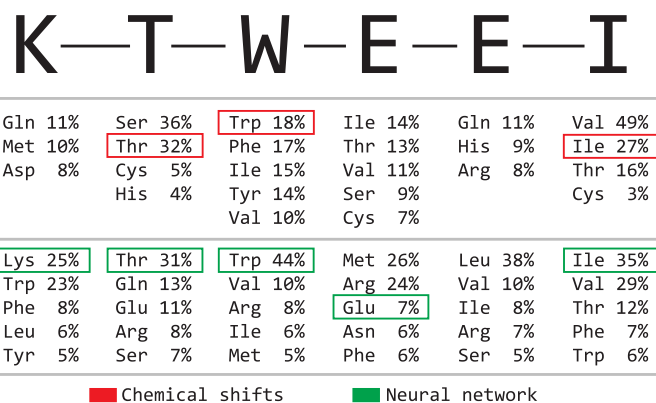 K—T—W—E—E—I
Gln 11% Ser 36% Trp 18% Ile 14% Gln 11% Val 49%
Met 10% Thr 32% Phe 17% Thr 13% His 9% Ile 27%
Asp 8% Cys 5% Ile 15% Val 11% Arg 8% Thr 16%
His 4% Tyr 14% Ser 9% Cys 3%
Val 10% Cys 7%
Lys 25% Thr 31% Trp 44% Met 26% Leu 38% Ile 35%
Trp 23% Gln 13% Val 10% Arg 24% Val 10% Val 29%
Phe 8% Glu 11% Arg 8% Glu 7% Ile 8% Thr 12%
Leu 6% Arg 8% Ile 6% Asn 6% Arg 7% Phe 7%
Tyr 5% Ser 7% Met 5% Phe 6% Ser 5% Trp 6%
Chemical shifts Neural network